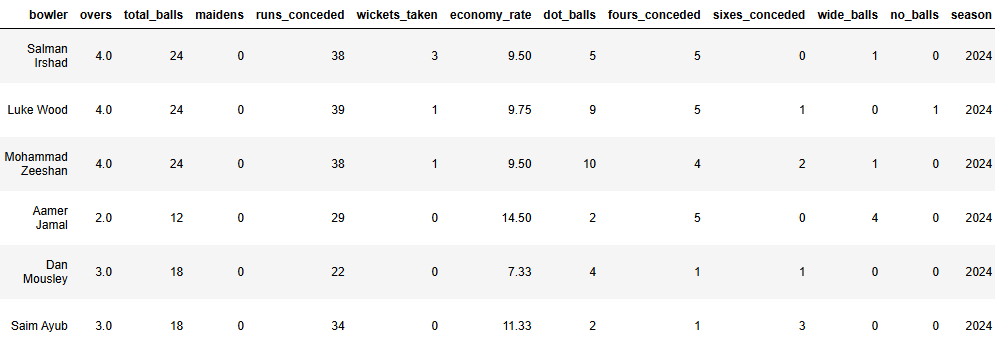 bowler overs total_balls maidens runs_conceded wickets_taken economy_rate dot_balls fours_conceded sixes_conceded wide_balls no_balls season
Salman
Irshad 4.0 24 0 38 3 9.50 5 5 0 1 0 2024
Luke Wood 4.0 24 0 39 1 9.75 9 5 1 0 1 2024
Mohammad
Zeeshan 4.0 24 0 38 1 9.50 10 4 2 1 0 2024
Aamer
Jamal 2.0 12 0 29 0 14.50 2 5 0 4 0 2024
Dan
Mousley 3.0 18 0 22 0 7.33 4 1 1 0 0 2024
Saim Ayub 3.0 18 0 34 0 11.33 2 1 3 0 0 2024